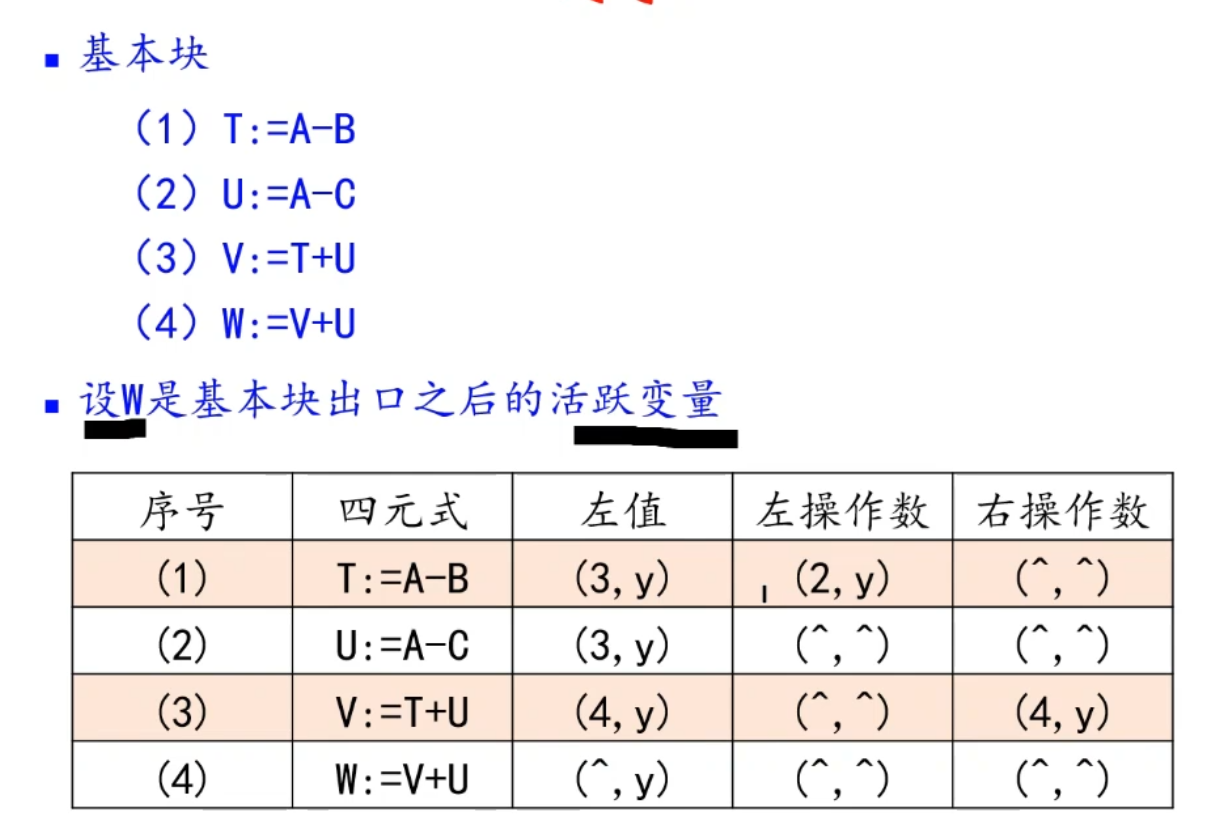 ▪ 基本块
(1) T:=A-B
(2) U:=A-C
(3) V:=T+U
(4) W:=V+U
▪ 设W是基本块出口之后的活跃变量
序号 四元式 左值 左操作数 右操作数
(1) T:=A-B (3,y) (2,y) (^,^)
(2) U:=A-C (3,y) (^,^) (^,^)
(3) V:=T+U (4,y) (^,^) (4,y)
(4) W:=V+U (^,y) (^,^) (^,^)